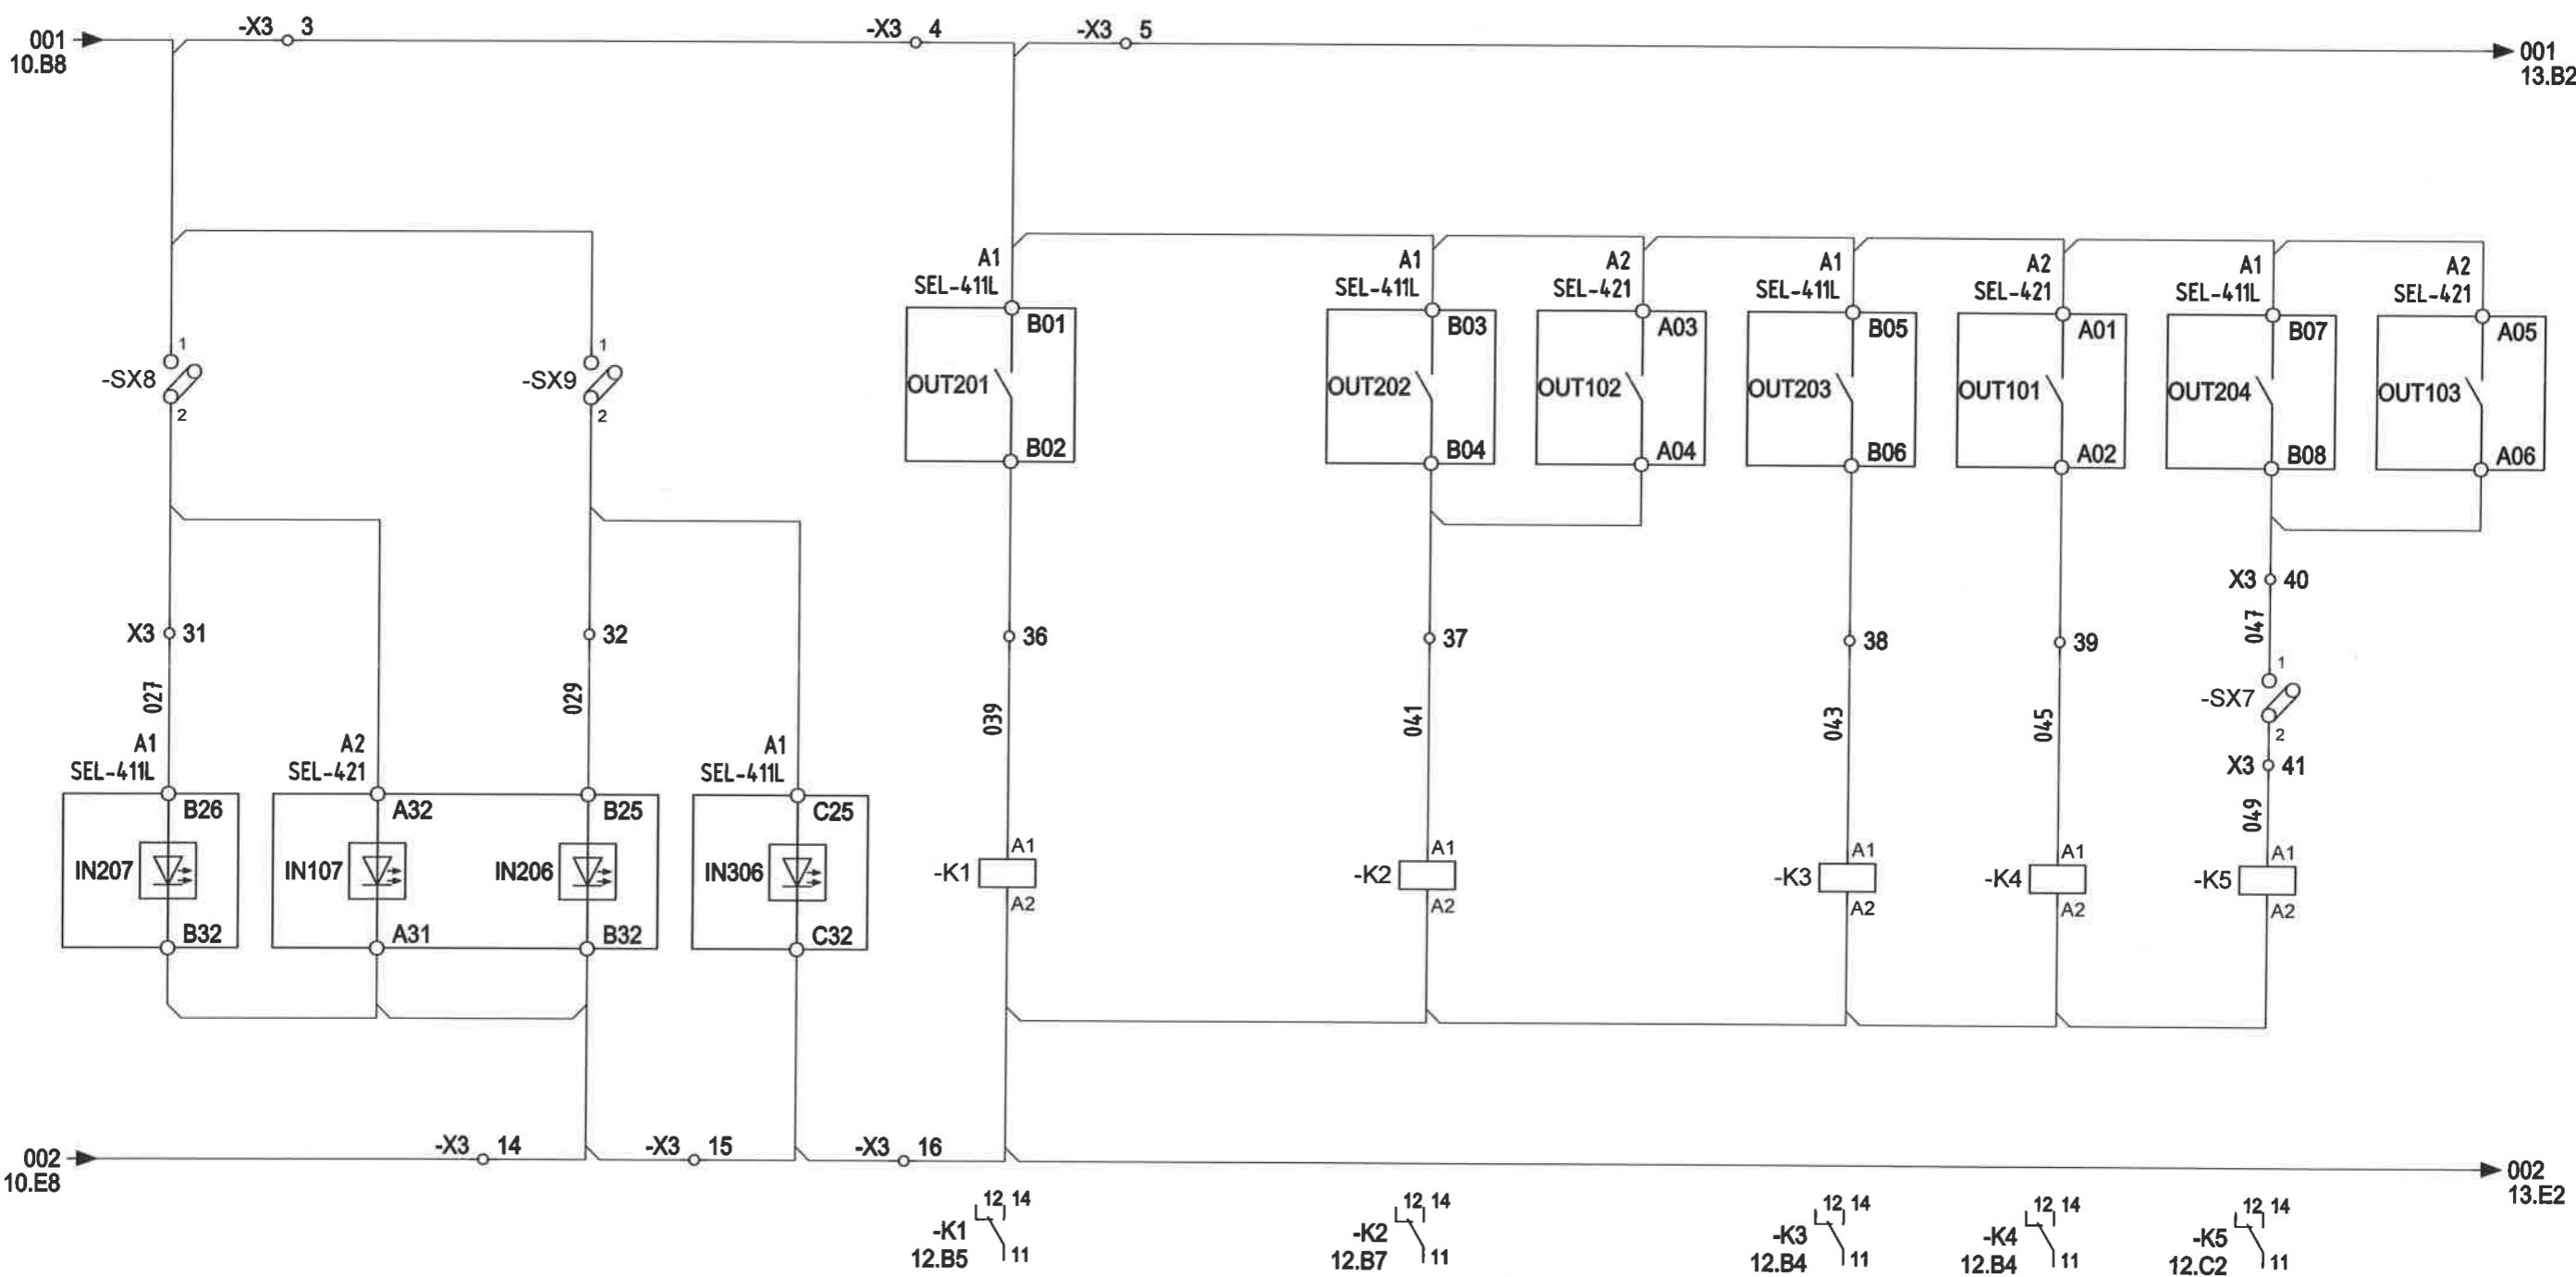 001
10.B8
-X3 3
-X3 4
-X3 5
001
13.B2
-SX8
1
2
-SX9
1
2
A1
SEL-411L
B01
OUT201
B02
A1
SEL-411L
B03
OUT202
B04
A2
SEL-421
A03
OUT102
A04
A1
SEL-411L
B05
OUT203
B06
A2
SEL-421
A01
OUT101
A02
A1
SEL-411L
B07
OUT204
B08
A2
SEL-421
A05
OUT103
A06
X3 31
32
36
37
38
39
X3 40
027
029
039
041
043
045
047
-SX7
1
2
X3 41
049
A1
SEL-411L
B26
IN207
B32
A2
SEL-421
A32
IN107
A31
B25
IN206
B32
A1
SEL-411L
C25
IN306
C32
-K1
A1
A2
-K2
A1
A2
-K3
A1
A2
-K4
A1
A2
-K5
A1
A2
002
10.E8
-X3 14
-X3 15
-X3 16
002
13.E2
12 14
-K1
12.B5
11
12 14
-K2
12.B7
11
12 14
-K3
12.B4
11
12 14
-K4
12.B4
11
12 14
-K5
12.C2
11